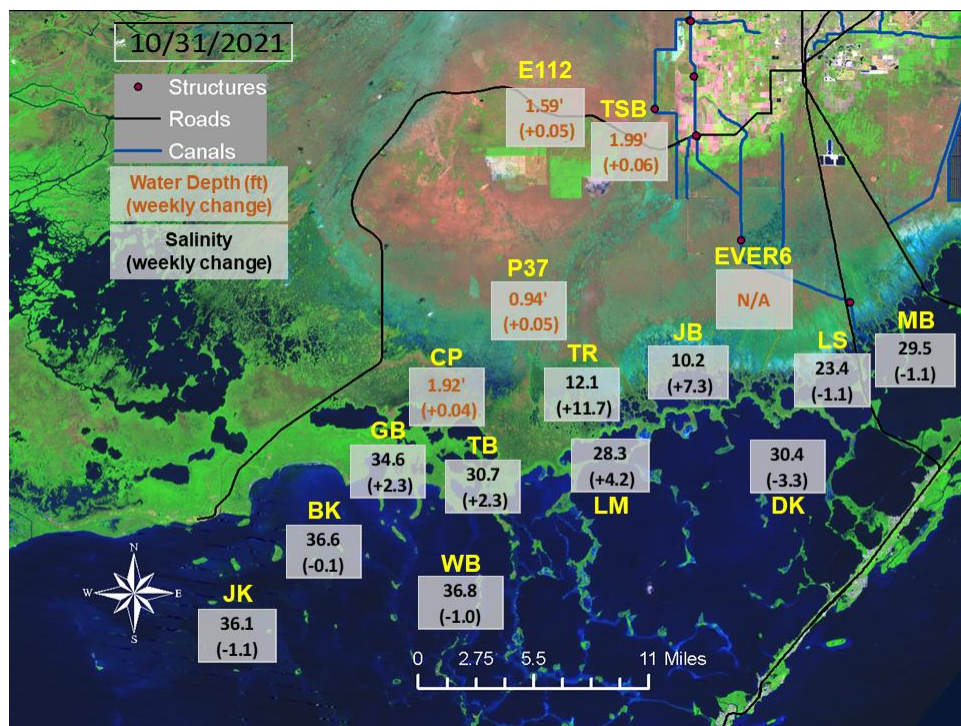 10/31/2021
Structures
Roads
Canals
Water Depth (ft)
(weekly change)
Salinity
(weekly change)
E112
1.59'
(+0.05)
TSB
1.99'
(+0.06)
EVER6
N/A
P37
0.94'
(+0.05)
CP
1.92'
(+0.04)
TR
12.1
(+11.7)
JB
10.2
(+7.3)
LS
23.4
(-1.1)
MB
29.5
(-1.1)
GB
34.6
(+2.3)
TB
30.7
(+2.3)
28.3
(+4.2)
LM
30.4
(-3.3)
DK
BK
36.6
(-0.1)
WB
36.8
(-1.0)
JK
36.1
(-1.1)
N
W
E
S
0 2.75 5.5 11 Miles